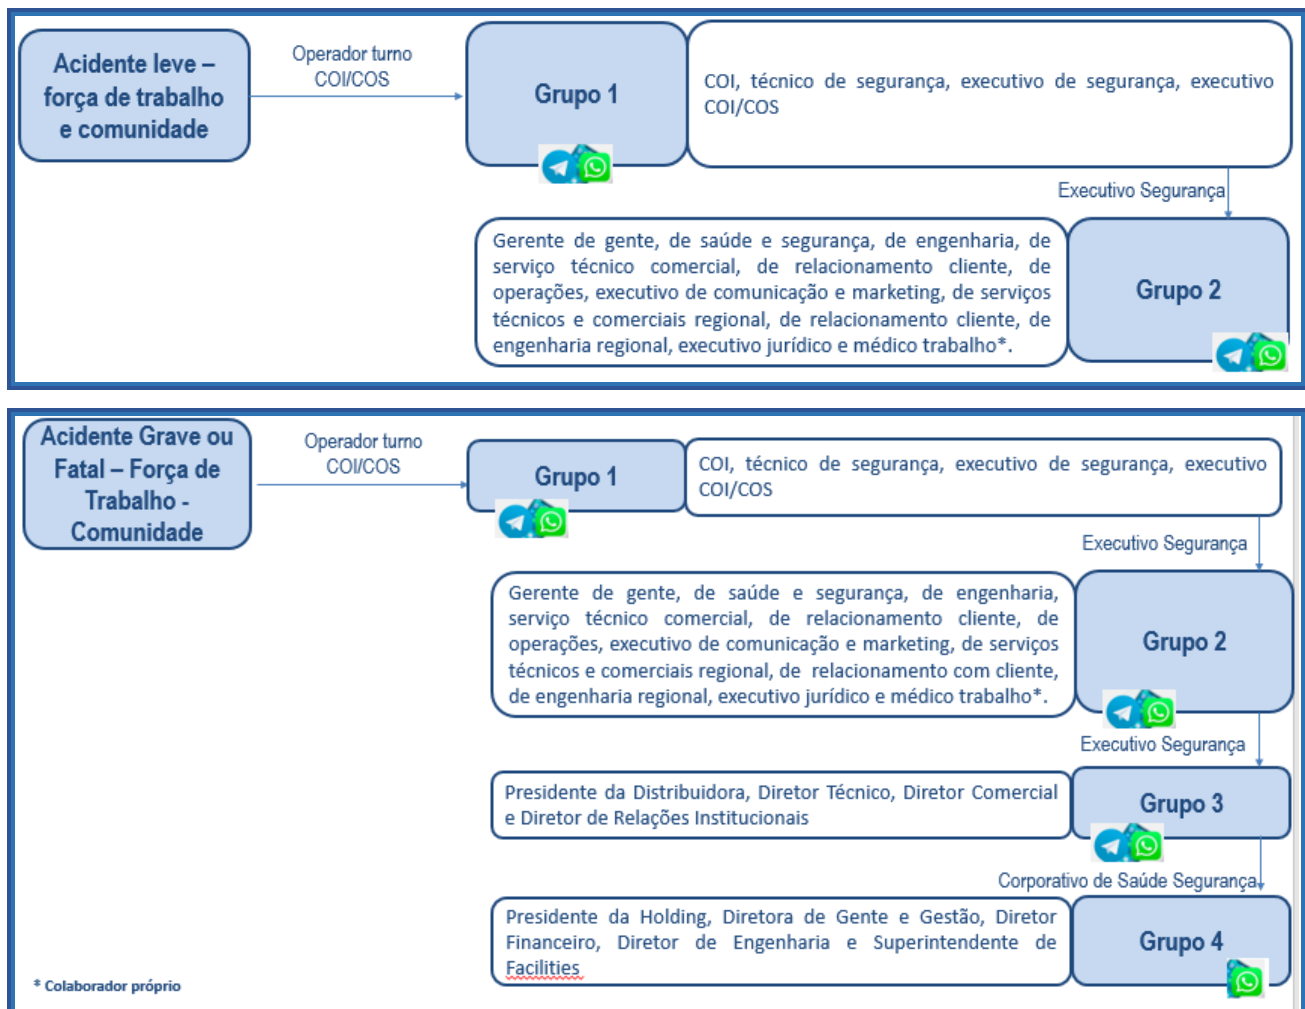 Acidente leve –
força de trabalho
e comunidade
Operador turno
COI/COS
Grupo 1
COI, técnico de segurança, executivo de segurança, executivo
COI/COS
Executivo Segurança
Gerente de gente, de saúde e segurança, de engenharia, de
serviço técnico comercial, de relacionamento cliente, de
operações, executivo de comunicação e marketing, de serviços
técnicos e comerciais regional, de relacionamento cliente, de
engenharia regional, executivo jurídico e médico trabalho*.
Grupo 2
Acidente Grave ou
Fatal – Força de
Trabalho -
Comunidade
Operador turno
COI/COS
Grupo 1
COI, técnico de segurança, executivo de segurança, executivo
COI/COS
Executivo Segurança
Gerente de gente, de saúde e segurança, de engenharia,
serviço técnico comercial, de relacionamento cliente, de
operações, executivo de comunicação e marketing, de serviços
técnicos e comerciais regional, de relacionamento com cliente,
de engenharia regional, executivo jurídico e médico trabalho*.
Grupo 2
Executivo Segurança
Presidente da Distribuidora, Diretor Técnico, Diretor Comercial
e Diretor de Relações Institucionais
Grupo 3
Corporativo de Saúde Segurança
Presidente da Holding, Diretora de Gente e Gestão, Diretor
Financeiro, Diretor de Engenharia e Superintendente de
Facilities
Grupo 4
* Colaborador próprio